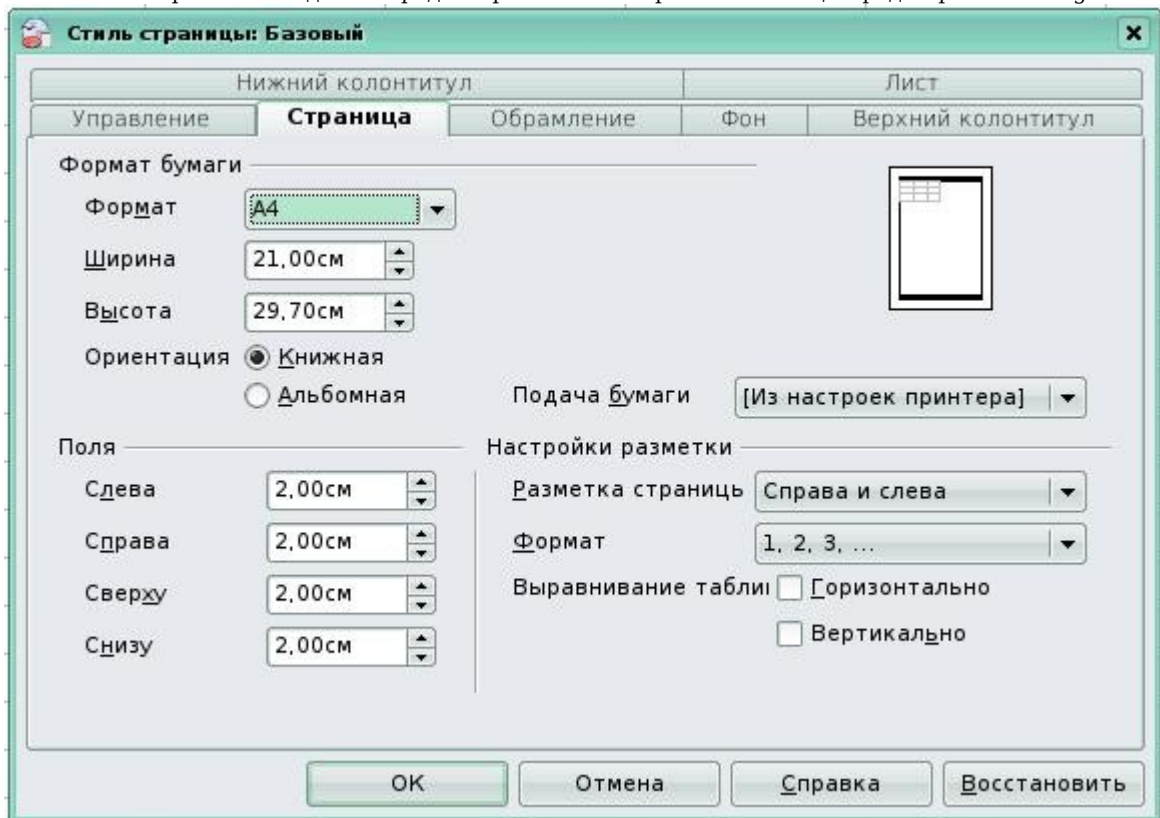 Стиль страницы: Базовый
Нижний колонтитул Лист
Управление Страница Обрамление Фон Верхний колонтитул
Формат бумаги
Формат A4
Ширина 21,00см
Высота 29,70см
Ориентация Книжная
Альбомная Подача бумаги [Из настроек принтера]
Поля Настройки разметки
Слева 2,00см Разметка страниць Справа и слева
Справа 2,00см Формат 1, 2, 3, ...
Сверху 2,00см Выравнивание табли Горизонтально
Снизу 2,00см Вертикально
OK Отмена Справка Восстановить